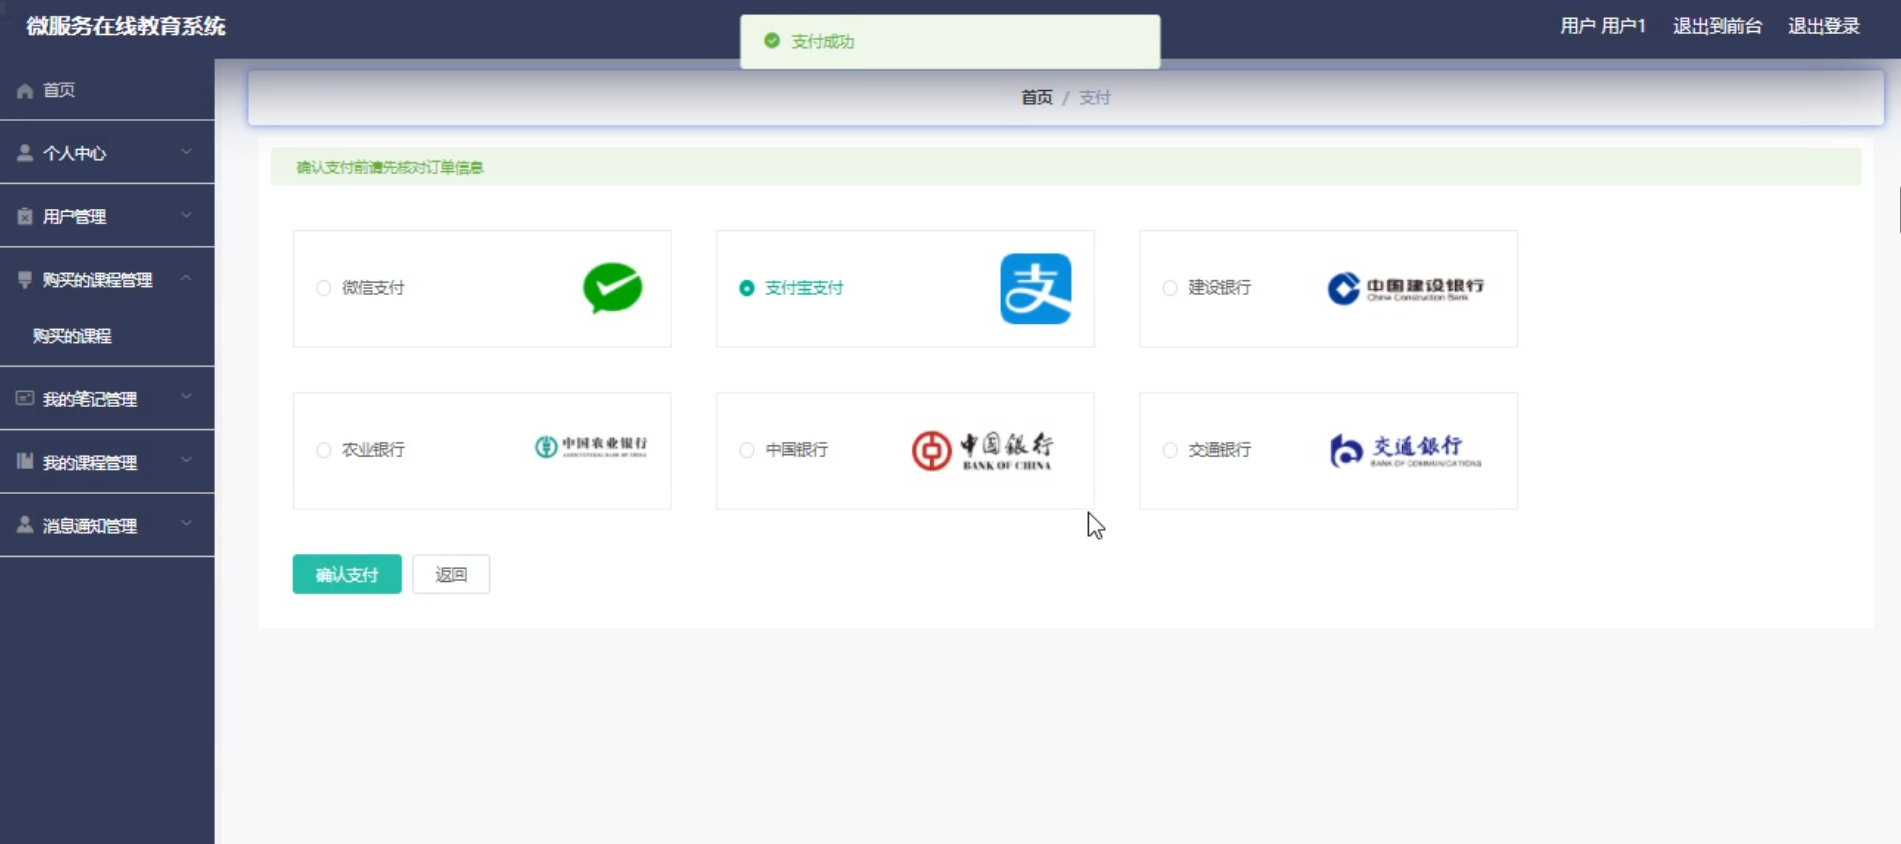 微服务在线教育系统
支付成功
用户 用户1 退出到前台 退出登录
首页
个人中心
用户管理
购买的课程管理
购买的课程
我的笔记管理
我的课程管理
消息通知管理
首页 / 支付
确认支付前请先核对订单信息
微信支付
支付宝支付
支
建设银行
中国建设银行
China Construction Bank
农业银行
中国农业银行
AGRICULTURAL BANK OF CHINA
中国银行
中国银行
BANK OF CHINA
交通银行
交通银行
BANK OF COMMUNICATIONS
确认支付 返回